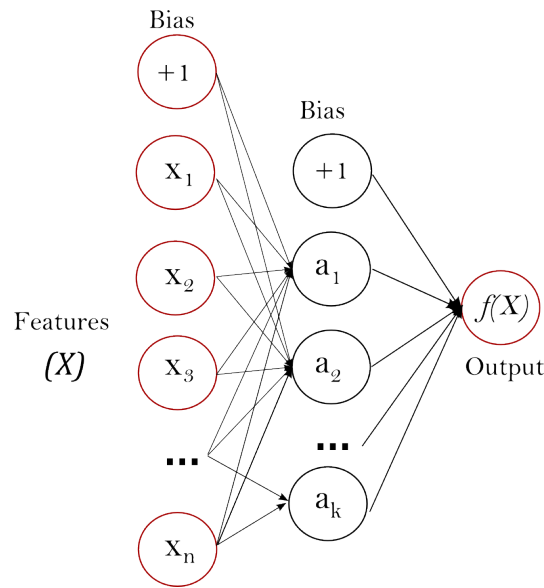 Bias
+1
x₁
x₂
Features
(X)
x₃
...
xₙ
Bias
+1
a₁
a₂
...
aₖ
f(X)
Output